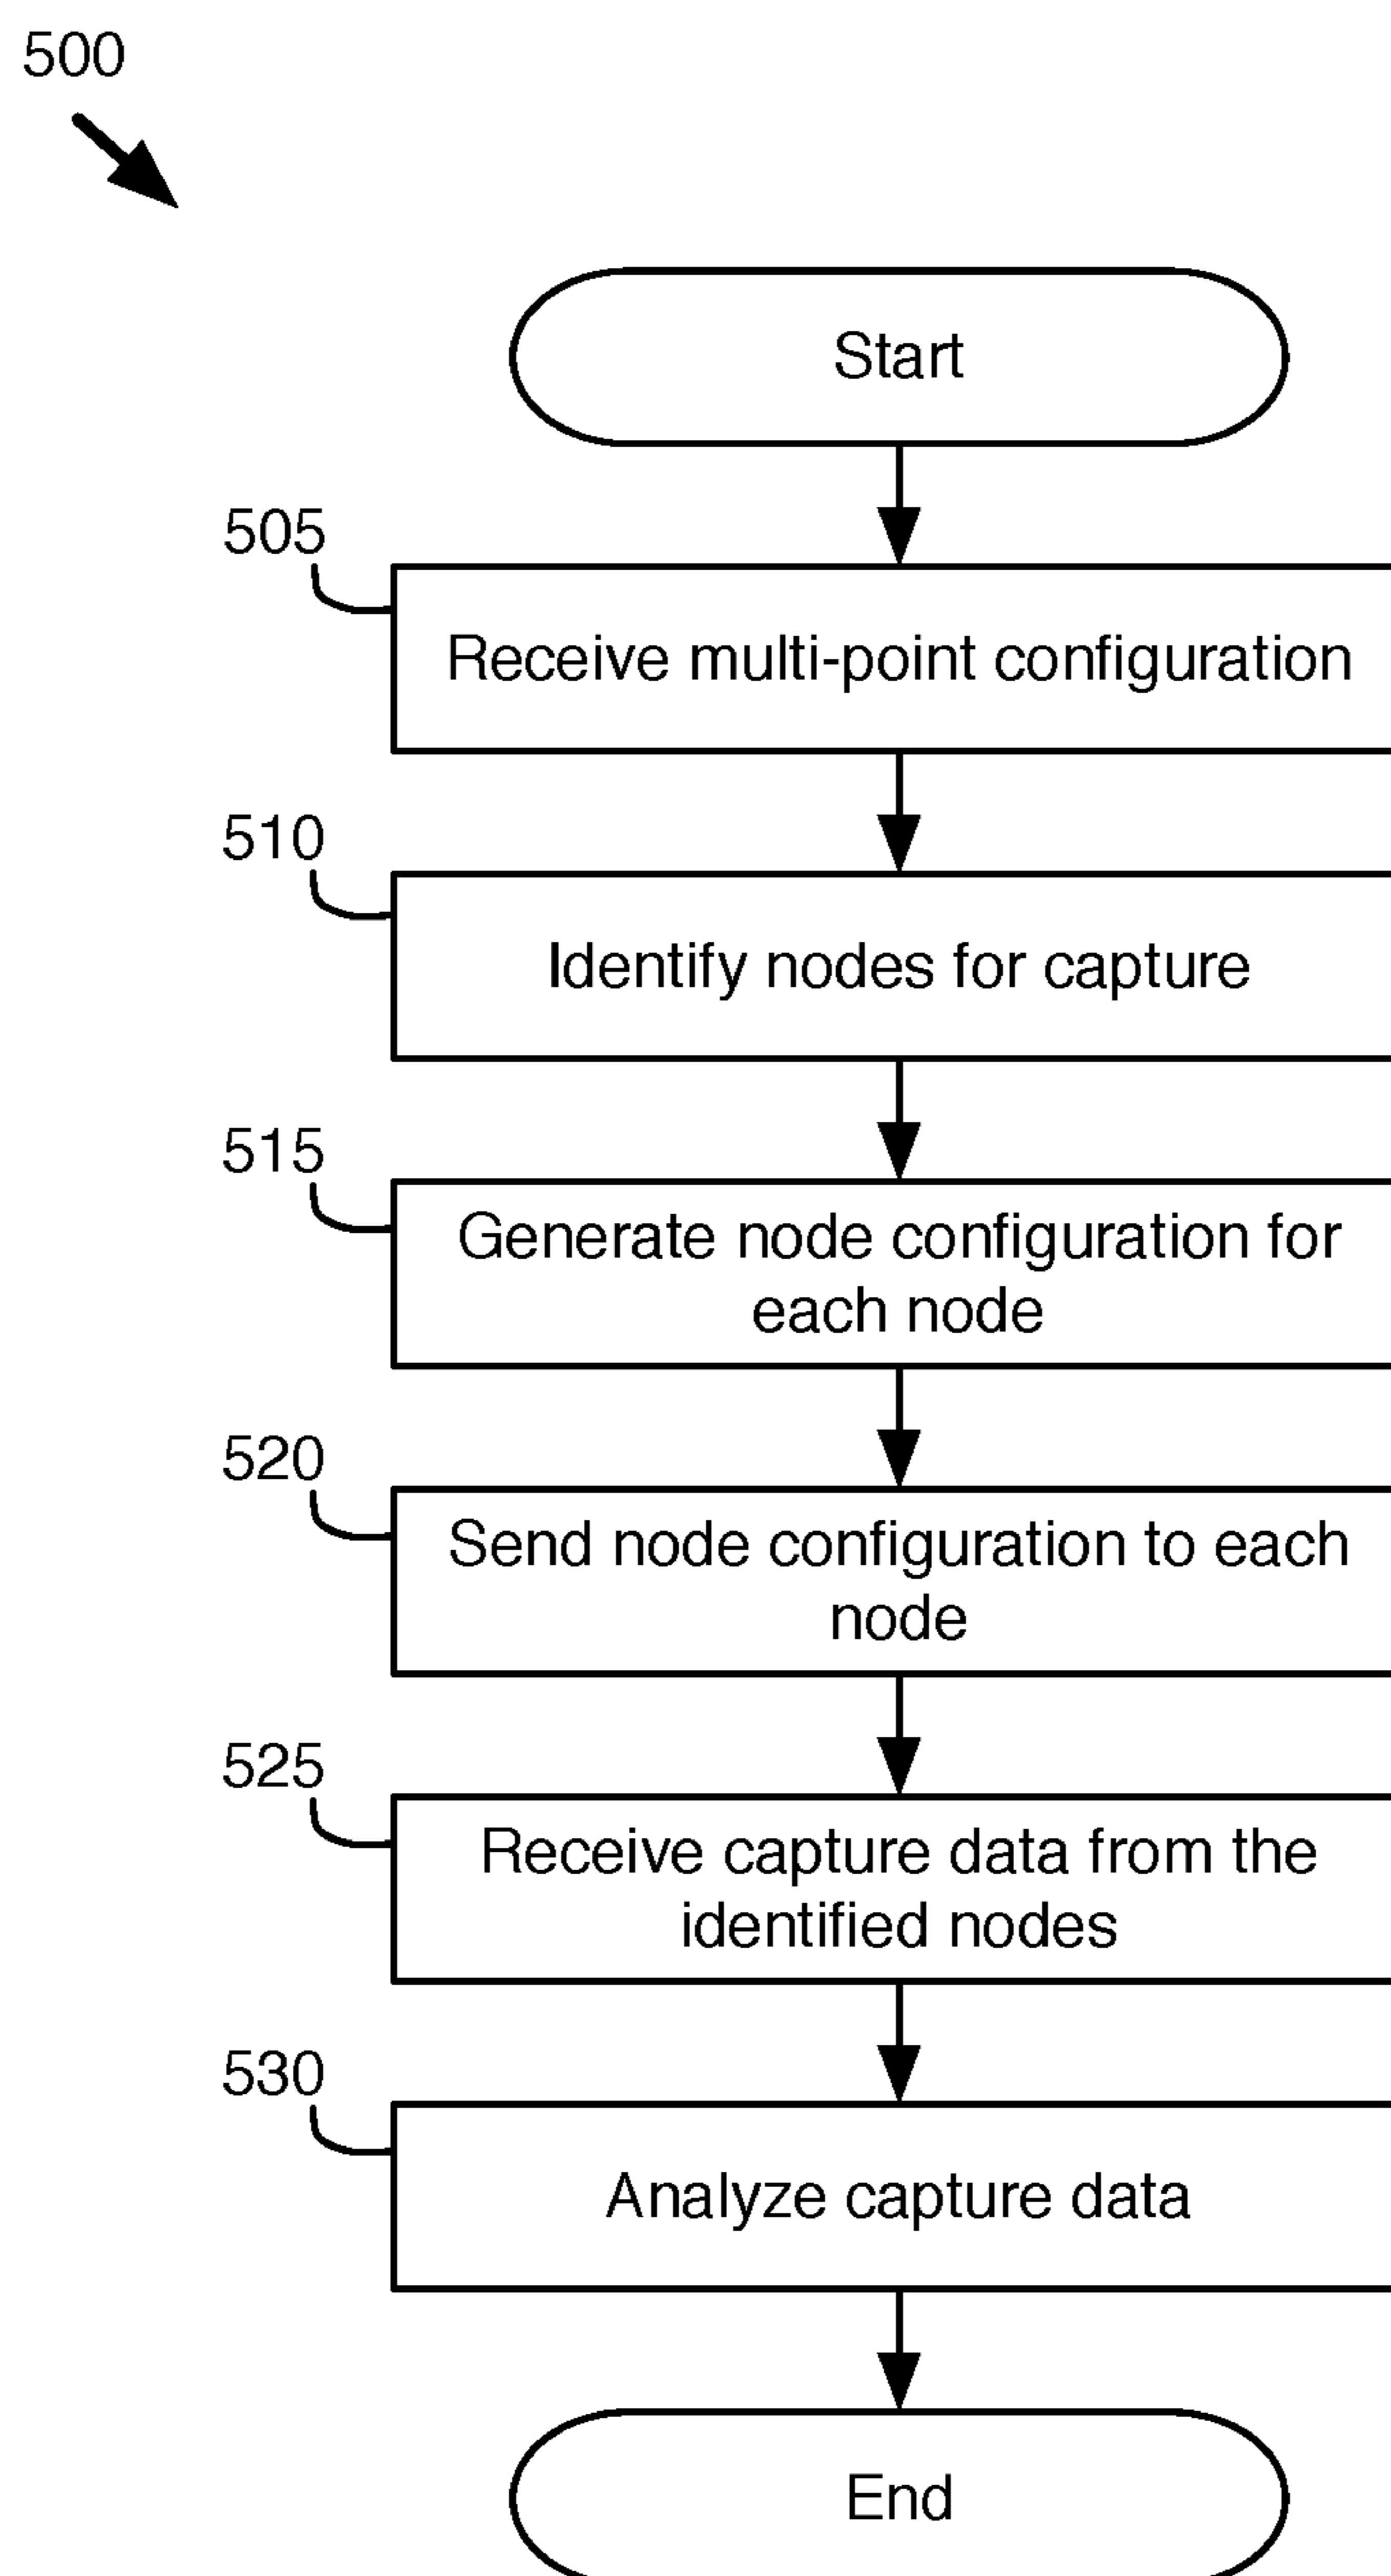 500
Start
505
Receive multi-point configuration
510
Identify nodes for capture
515
Generate node configuration for
each node
520
Send node configuration to each
node
525
Receive capture data from the
identified nodes
530
Analyze capture data
End